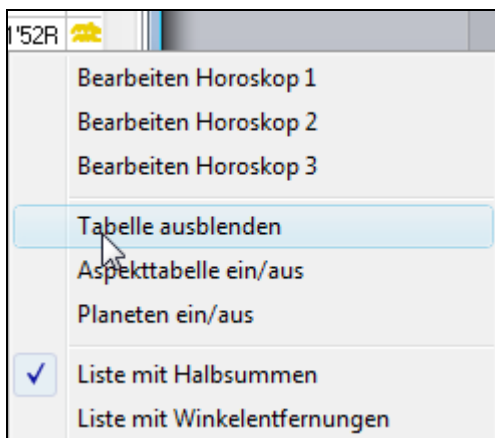 1'52R
Bearbeiten Horoskop 1
Bearbeiten Horoskop 2
Bearbeiten Horoskop 3
Tabelle ausblenden
Aspekttabelle ein/aus
Planeten ein/aus
Liste mit Halbsummen
Liste mit Winkelentfernungen